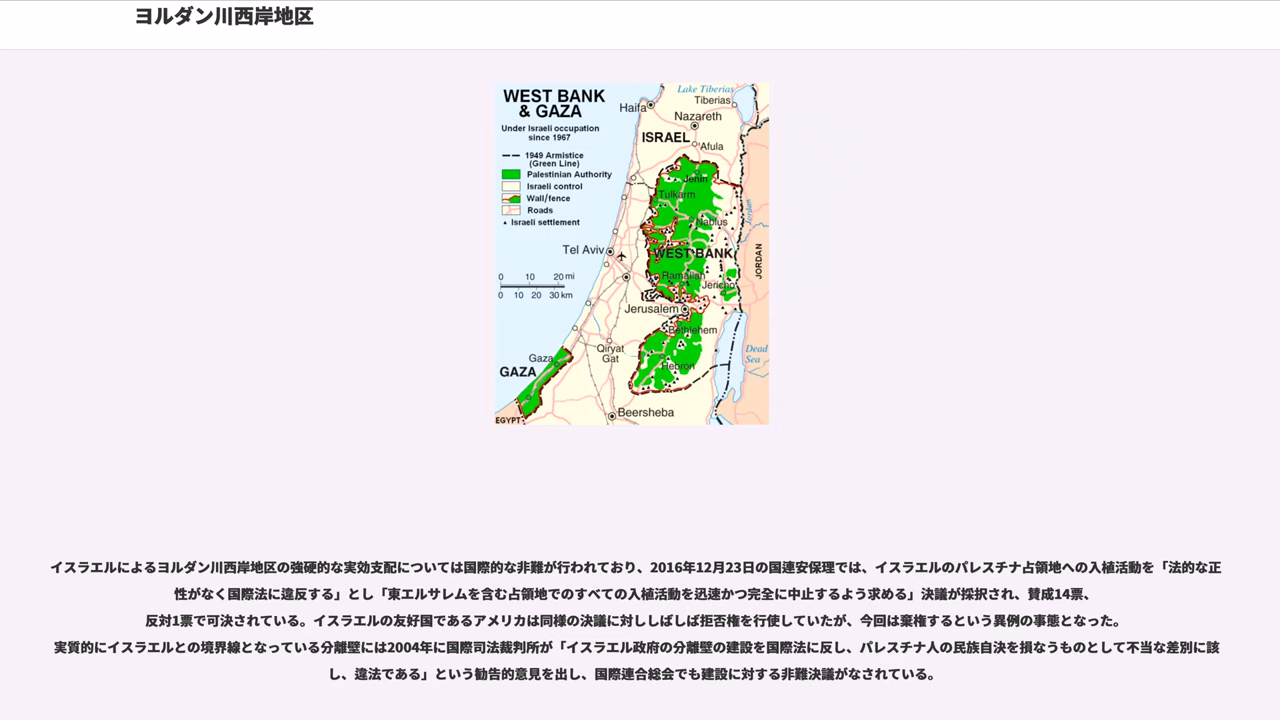 ヨルダン川西岸地区
WEST BANK
& GAZA
Under Israeli occupation
since 1967
1949 Armistice
(Green Line)
Palestinian Authority
Israeli control
Wall/fence
Roads
Israeli settlement
Lake Tiberias
Haifa
Tiberias
Nazareth
ISRAEL
Afula
Jenin
Tulkarm
Nablus
Jordan
Tel Aviv
WEST BANK
JORDAN
0 10 20 mi
0 10 20 30 km
Ramallah
Jericho
Jerusalem
Bethlehem
Qiryat
Gat
Dead
Sea
Gaza
GAZA
Hebron
Beersheba
EGYPT
イスラエルによるヨルダン川西岸地区の強硬的な実効支配については国際的な非難が行われており、2016年12月23日の国連安保理では、イスラエルのパレスチナ占領地への入植活動を「法的な正
性がなく国際法に違反する」とし「東エルサレムを含む占領地でのすべての入植活動を迅速かつ完全に中止するよう求める」決議が採択され、賛成14票、
反対1票で可決されている。イスラエルの友好国であるアメリカは同様の決議に対ししばしば拒否権を行使していたが、今回は棄権するという異例の事態となった。
実質的にイスラエルとの境界線となっている分離壁には2004年に国際司法裁判所が「イスラエル政府の分離壁の建設を国際法に反し、パレスチナ人の民族自決を損なうものとして不当な差別に該
し、違法である」という勧告的意見を出し、国際連合総会でも建設に対する非難決議がなされている。